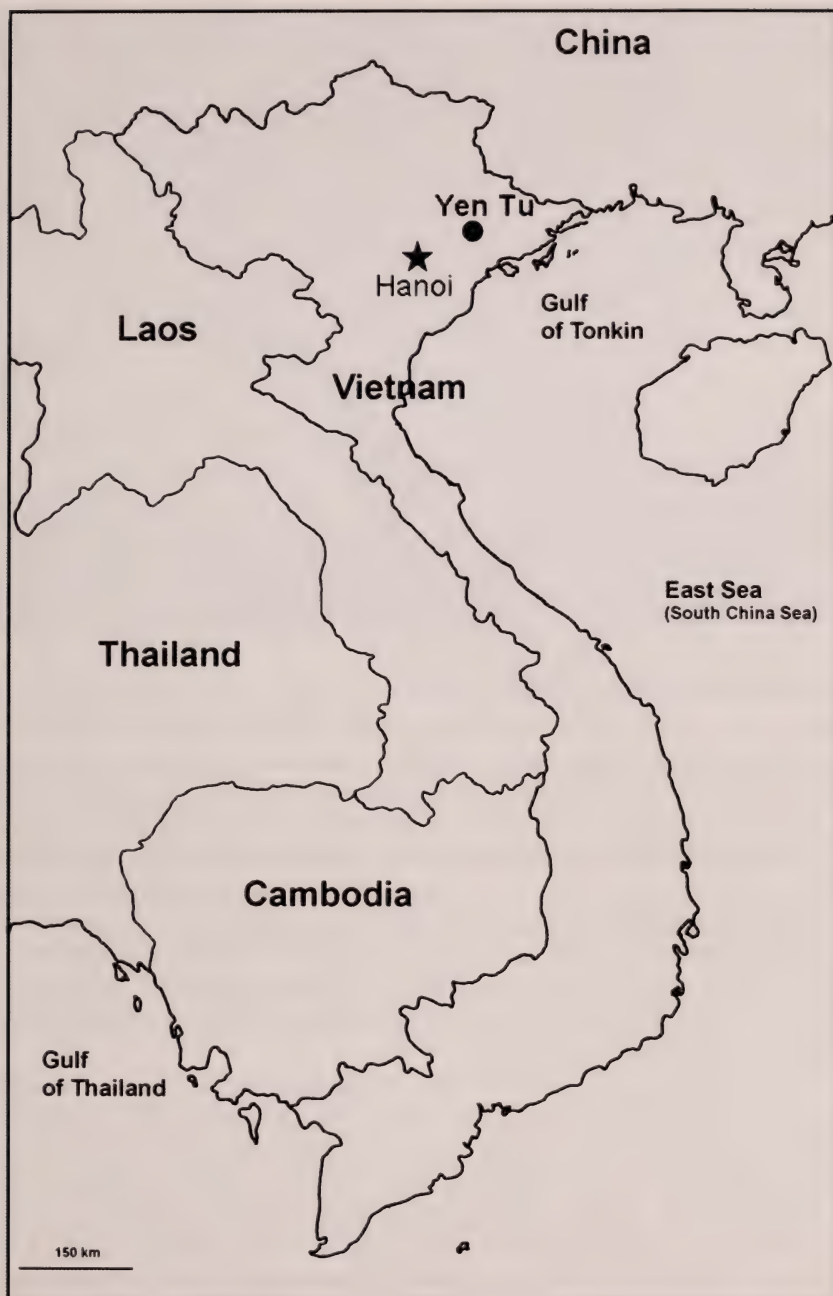 China
Yen Tu
Hanoi
Gulf
of Tonkin
Laos
Vietnam
East Sea
(South China Sea)
Thailand
Cambodia
Gulf
of Thailand
150 km